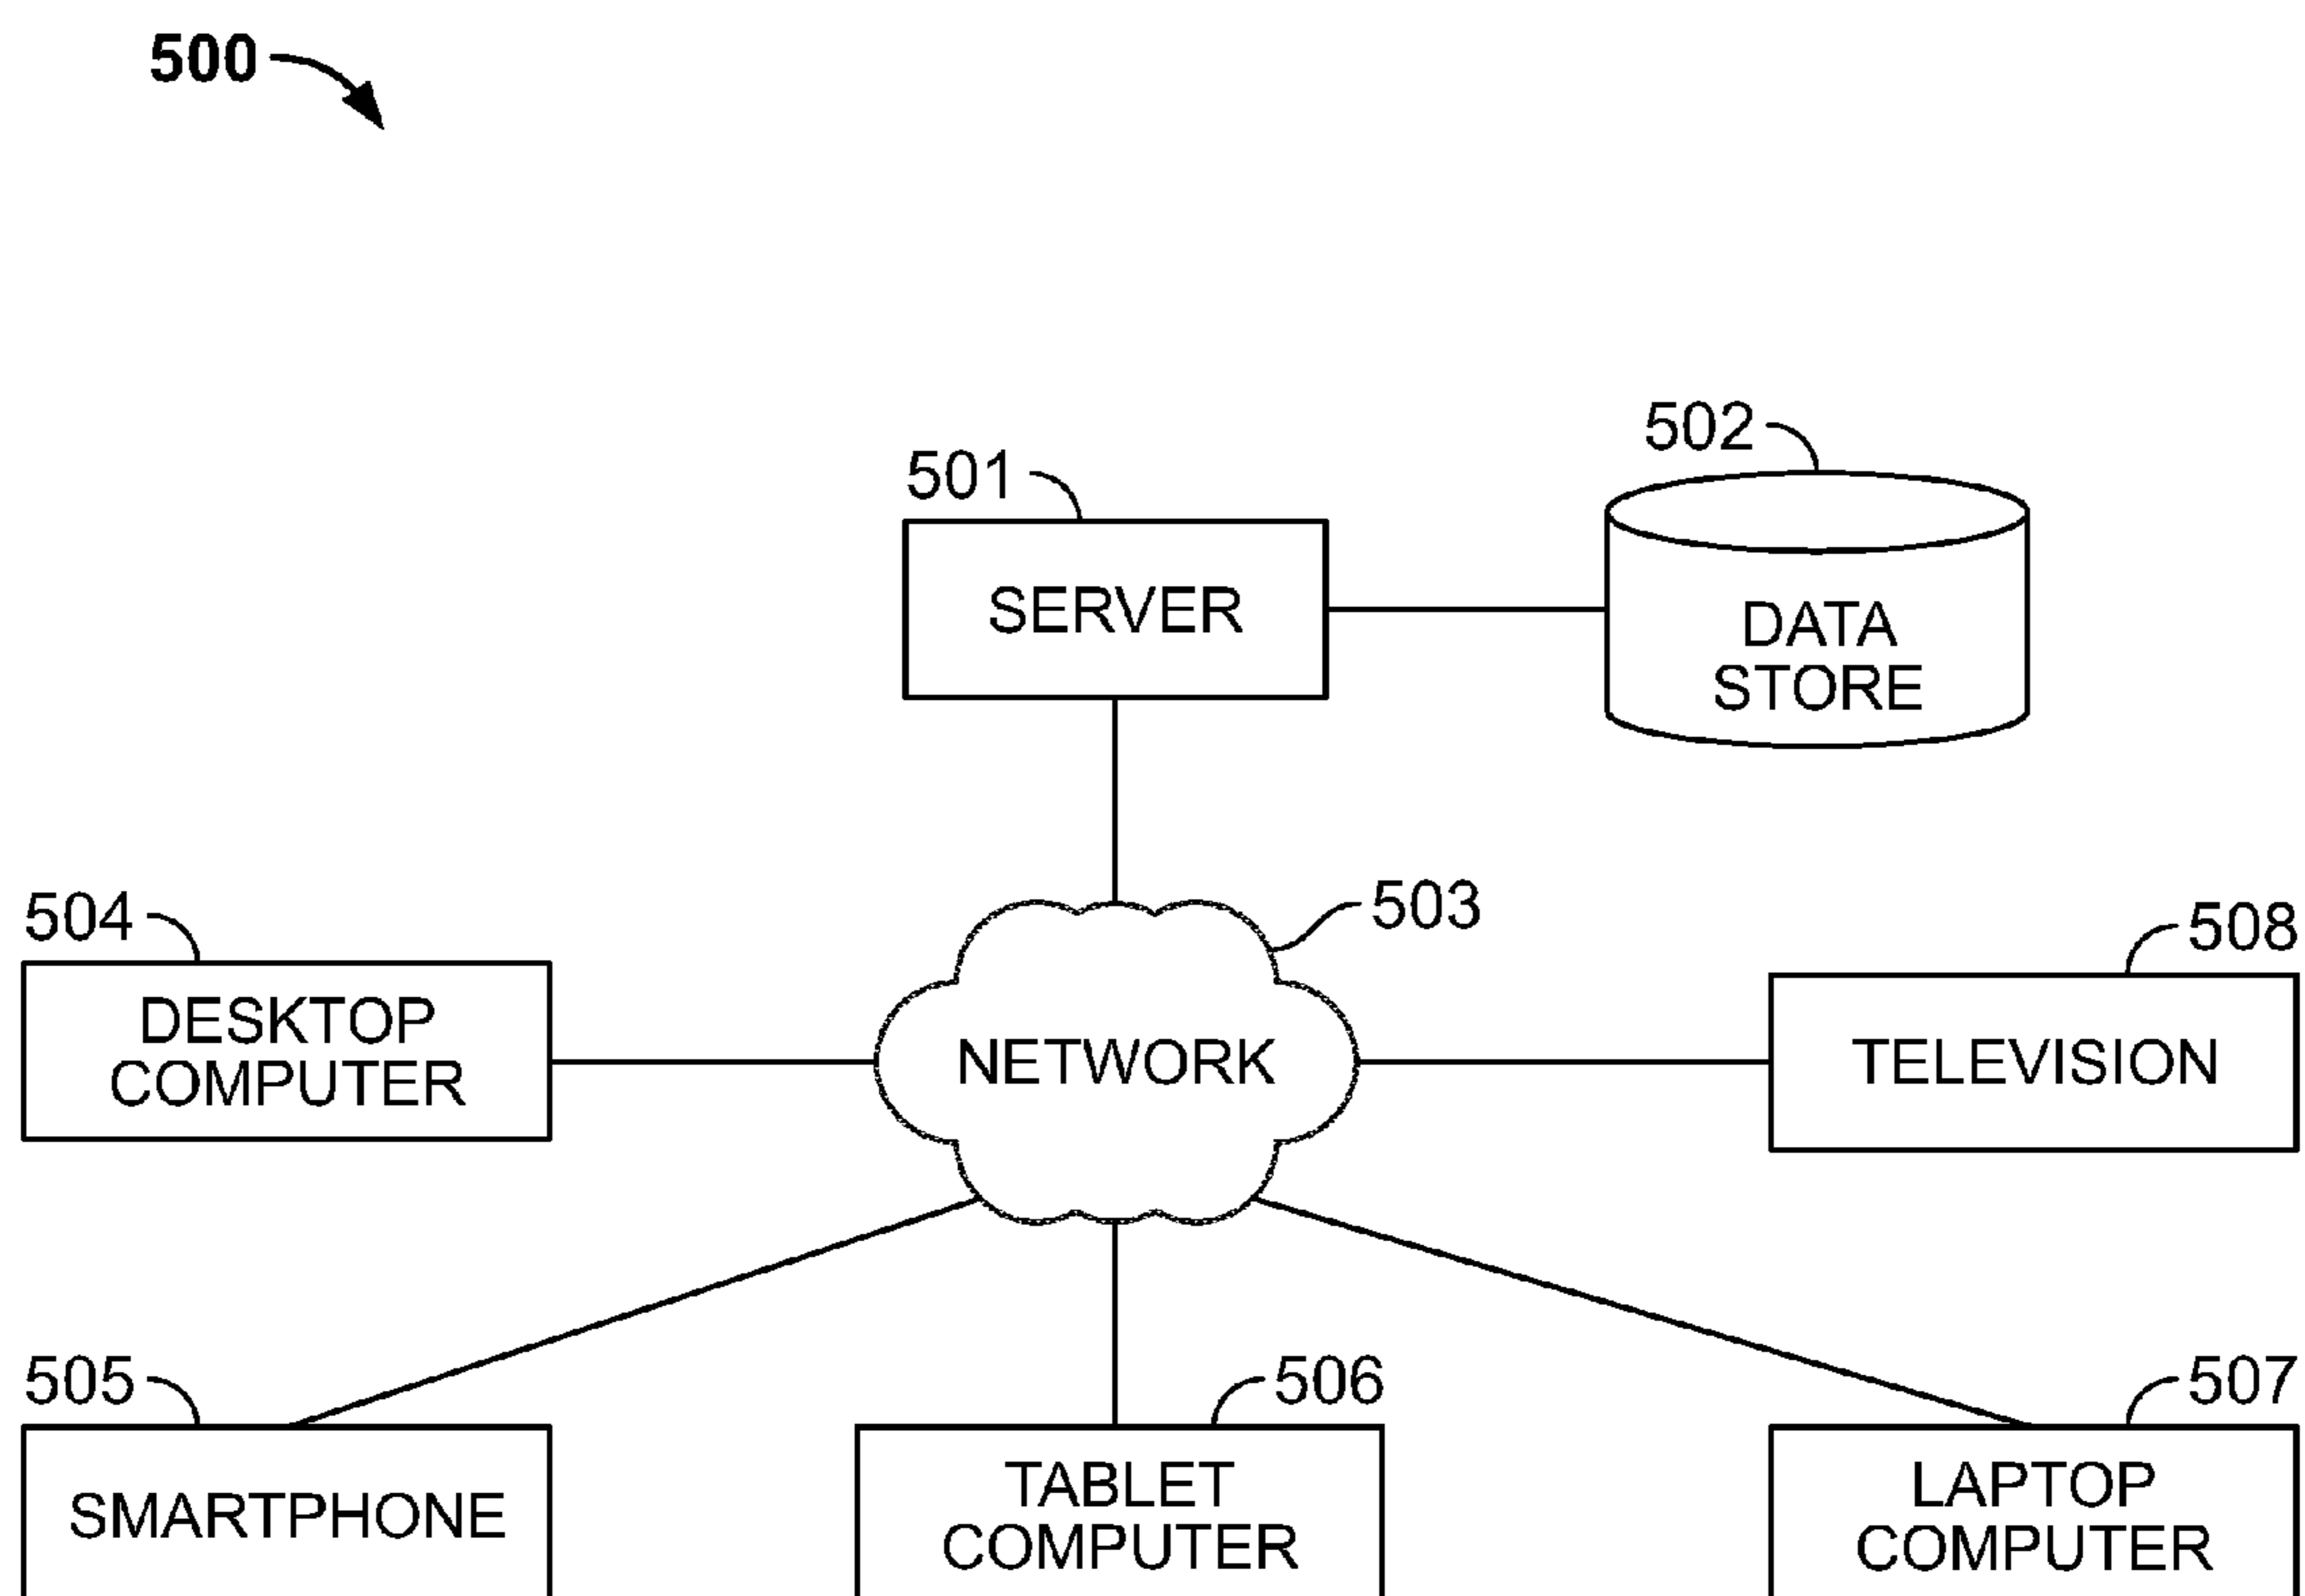 500
502
501
SERVER
DATA
STORE
503
504
508
DESKTOP
COMPUTER
NETWORK
TELEVISION
505
506
507
SMARTPHONE
TABLET
COMPUTER
LAPTOP
COMPUTER